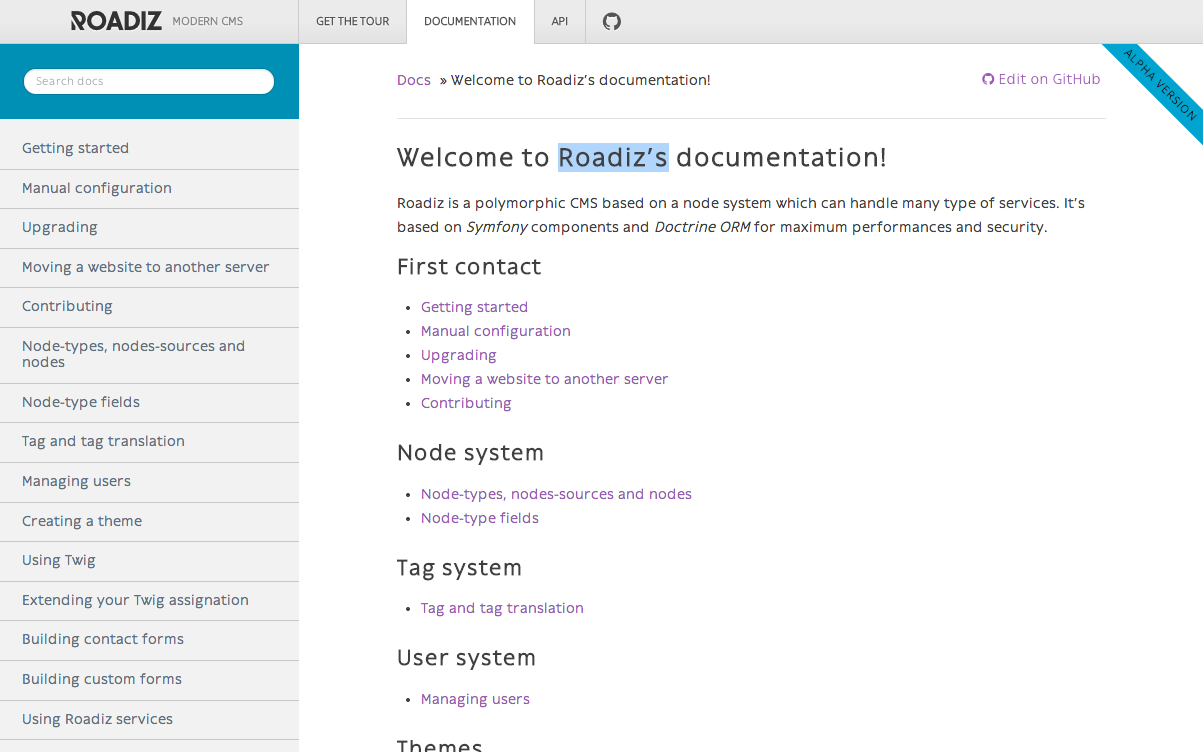 ROADIZ MODERN CMS GET THE TOUR DOCUMENTATION API
Search docs
Getting started
Manual configuration
Upgrading
Moving a website to another server
Contributing
Node-types, nodes-sources and
nodes
Node-type fields
Tag and tag translation
Managing users
Creating a theme
Using Twig
Extending your Twig assignation
Building contact forms
Building custom forms
Using Roadiz services
Docs » Welcome to Roadiz’s documentation!
Edit on GitHub
ALPHA VERSION
Welcome to Roadiz’s documentation!
Roadiz is a polymorphic CMS based on a node system which can handle many type of services. It’s
based on Symfony components and Doctrine ORM for maximum performances and security.
First contact
• Getting started
• Manual configuration
• Upgrading
• Moving a website to another server
• Contributing
Node system
• Node-types, nodes-sources and nodes
• Node-type fields
Tag system
• Tag and tag translation
User system
• Managing users
Themes